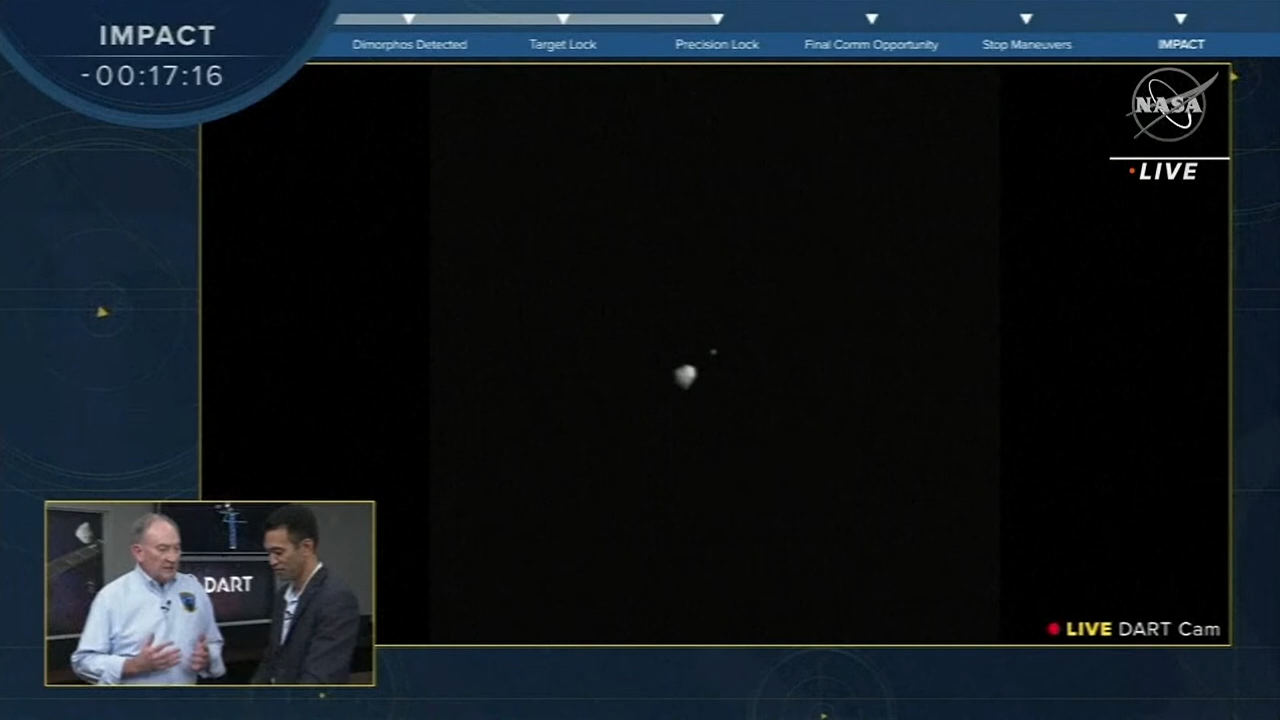 IMPACT
-00:17:16
Dimorphos Detected
Target Lock
Precision Lock
Final Comm Opportunity
Stop Maneuvers
IMPACT
NASA
LIVE
DART
LIVE DART Cam